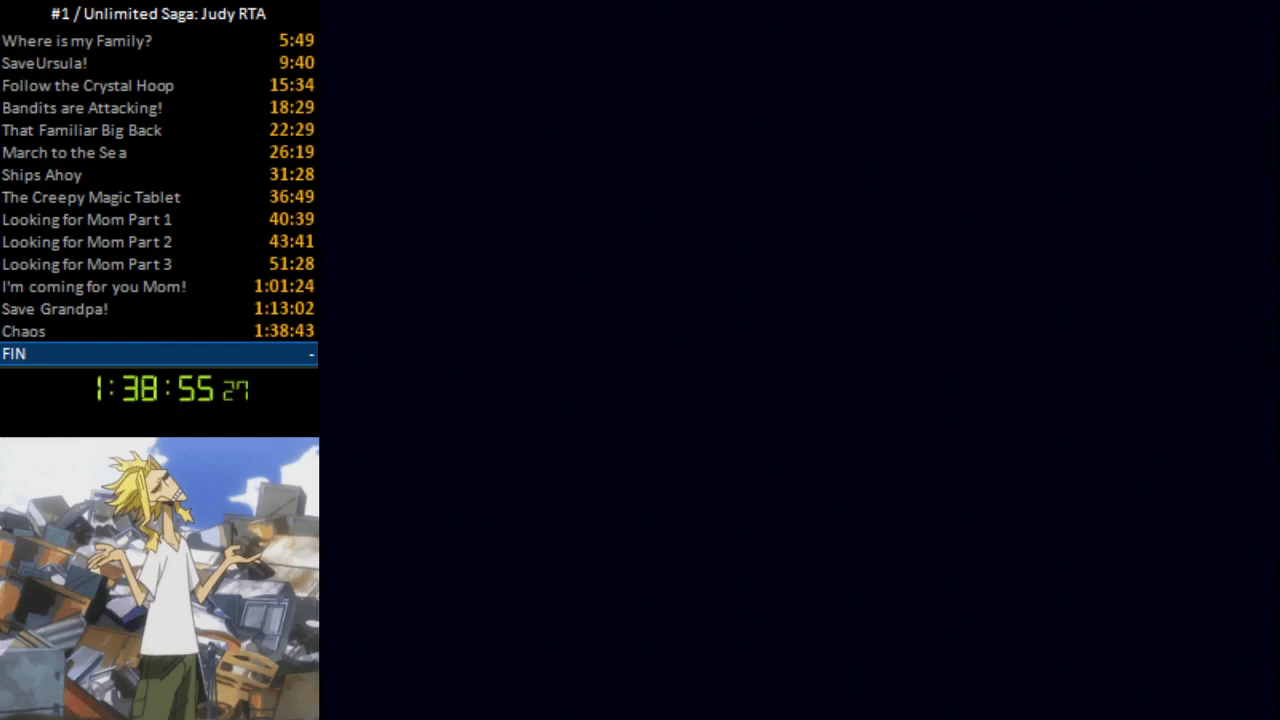 #1 / Unlimited Saga: Judy RTA
Where is my Family? 5:49
Save Ursula! 9:40
Follow the Crystal Hoop 15:34
Bandits are Attacking! 18:29
That Familiar Big Back 22:29
March to the Sea 26:19
Ships Ahoy 31:28
The Creepy Magic Tablet 36:49
Looking for Mom Part 1 40:39
Looking for Mom Part 2 43:41
Looking for Mom Part 3 51:28
I'm coming for you Mom! 1:01:24
Save Grandpa! 1:13:02
Chaos 1:38:43
FIN -
1:38:55 27